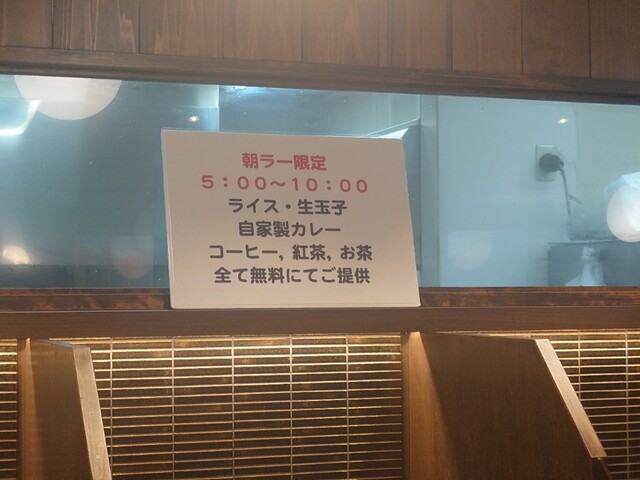 朝ラー限定
5：00～10：00
ライス・生玉子
自家製カレー
コーヒー, 紅茶, お茶
全て無料にてご提供